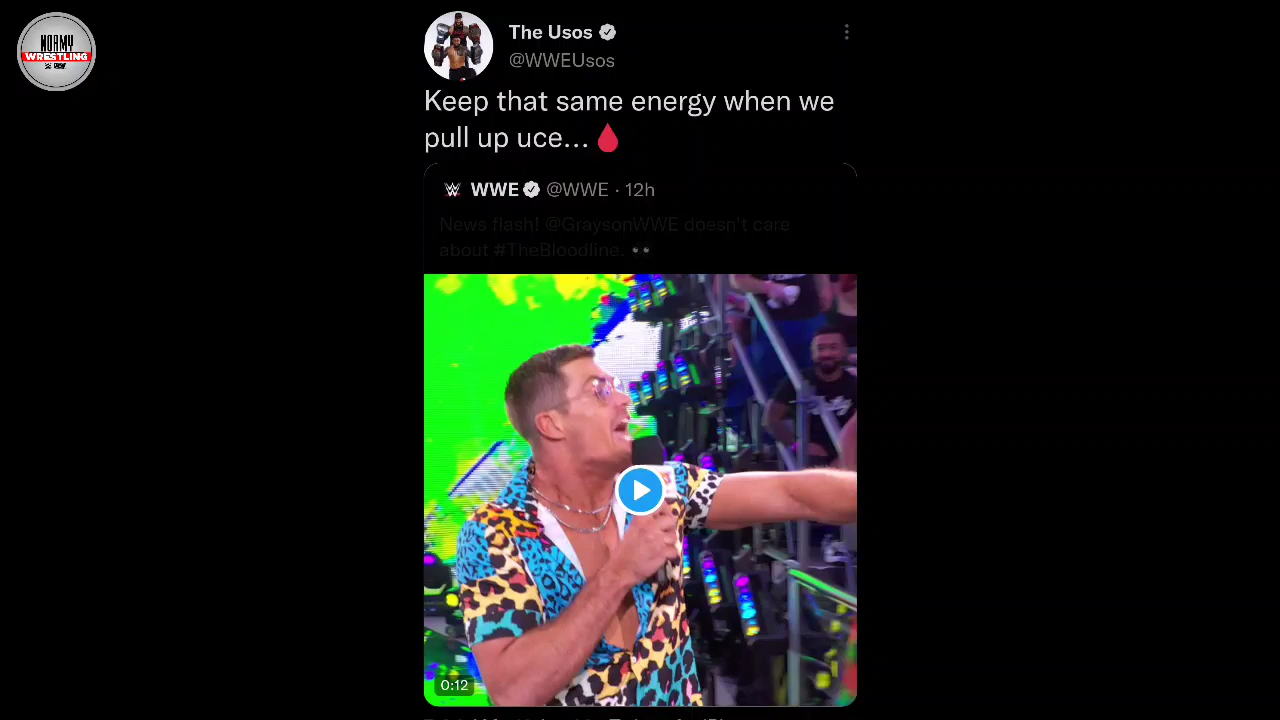 NORMY
WRESTLING
The Usos
@WWEUsos
Keep that same energy when we
pull up uce...
WWE @WWE · 12h
News flash! @GraysonWWE doesn't care
about #TheBloodline.
0:12